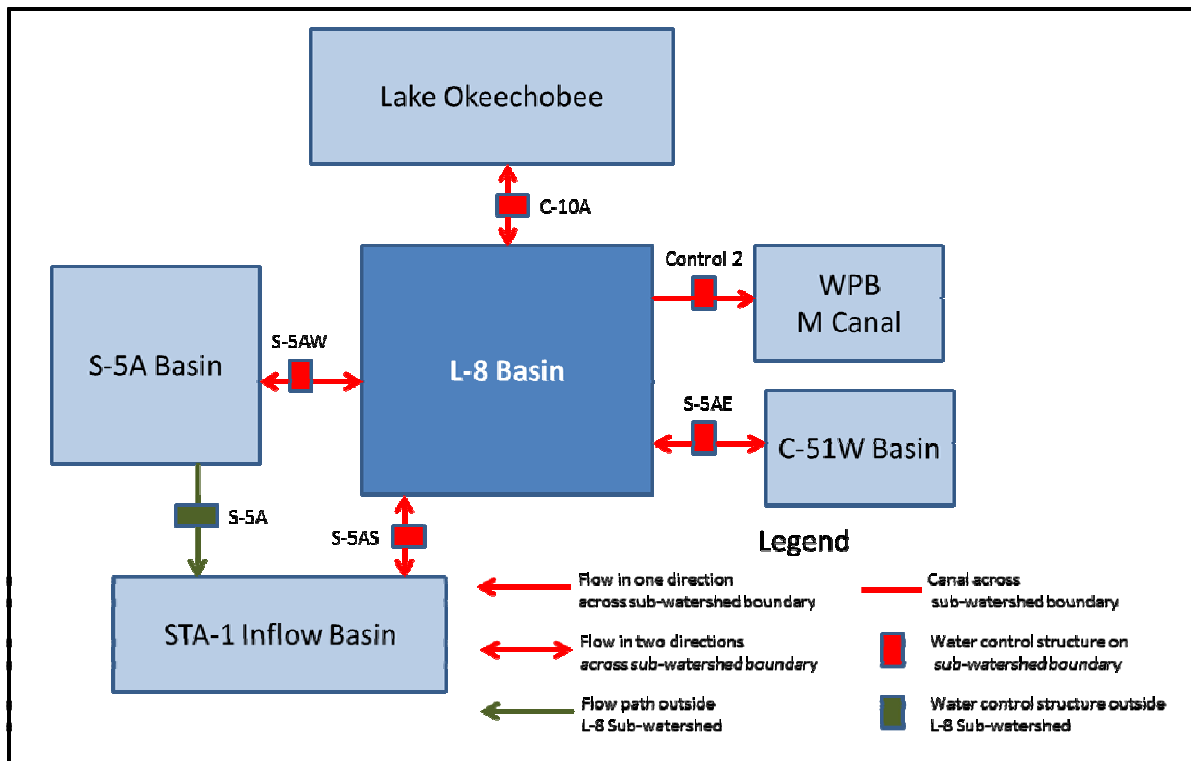 Lake Okeechobee
C-10A
Control 2
WPB
M Canal
S-5AW
S-5A Basin
L-8 Basin
S-5AE
C-51W Basin
S-5A
S-5AS
STA-1 Inflow Basin
Legend
Flow in one direction
across sub-watershed boundary
Canal across
sub-watershed boundary
Flow in two directions
across sub-watershed boundary
Water control structure on
sub-watershed boundary
Flow path outside
L-8 Sub-watershed
Water control structure outside
L-8 Sub-watershed